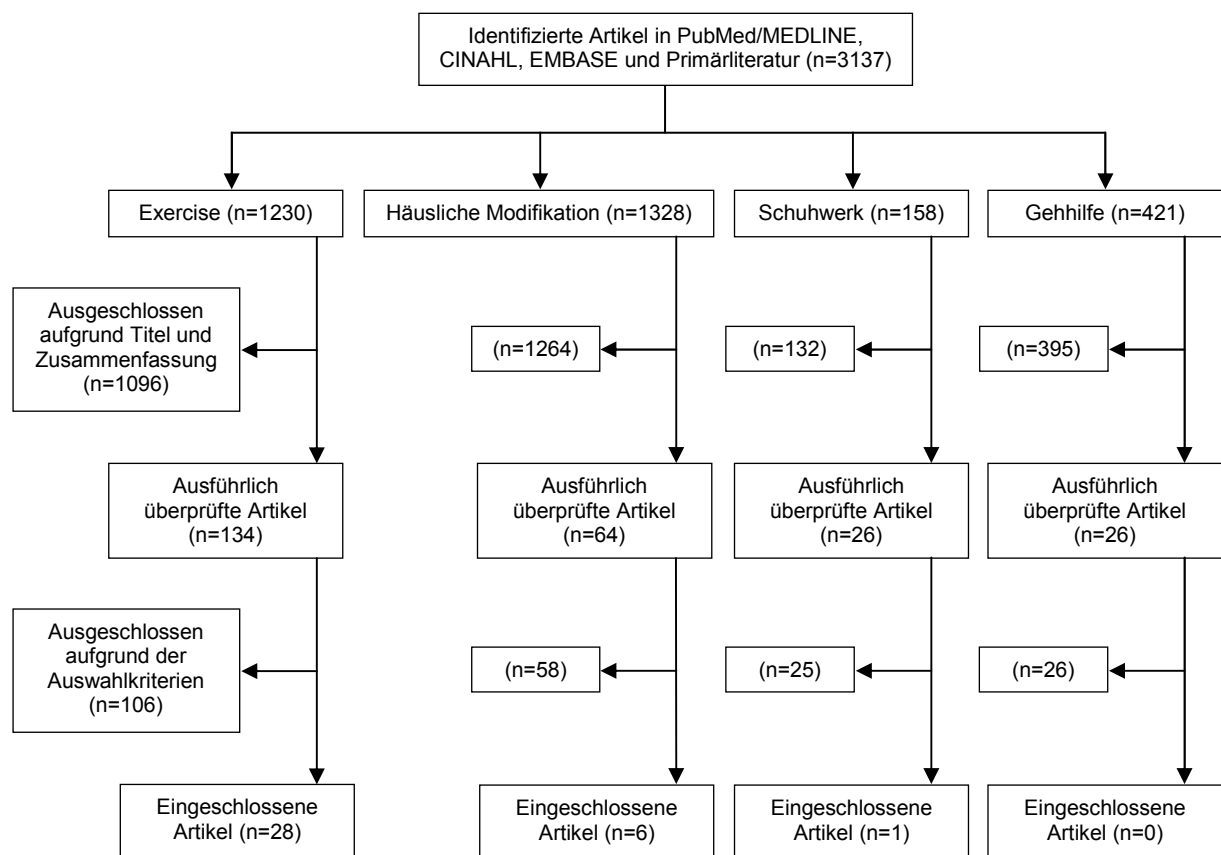 Identifizierte Artikel in PubMed/MEDLINE,
CINAHL, EMBASE und Primärliteratur (n=3137)
Exercise (n=1230)
Häusliche Modifikation (n=1328)
Schuhwerk (n=158)
Gehhilfe (n=421)
Ausgeschlossen
aufgrund Titel und
Zusammenfassung
(n=1096)
(n=1264)
(n=132)
(n=395)
Ausführlich
überprüfte Artikel
(n=134)
Ausführlich
überprüfte Artikel
(n=64)
Ausführlich
überprüfte Artikel
(n=26)
Ausführlich
überprüfte Artikel
(n=26)
Ausgeschlossen
aufgrund der
Auswahlkriterien
(n=106)
(n=58)
(n=25)
(n=26)
Eingeschlossene
Artikel (n=28)
Eingeschlossene
Artikel (n=6)
Eingeschlossene
Artikel (n=1)
Eingeschlossene
Artikel (n=0)